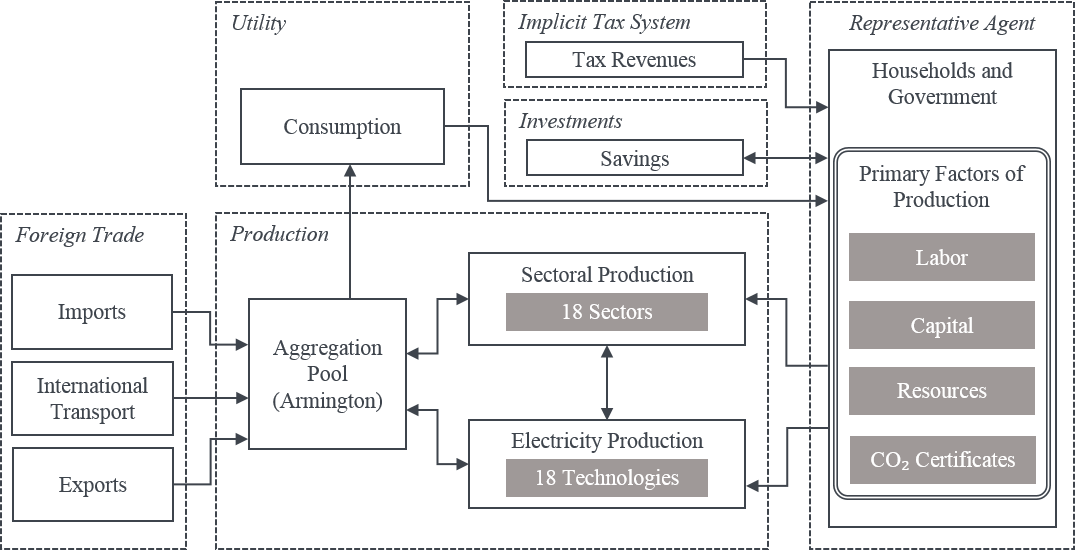 Utility
Consumption
Implicit Tax System
Tax Revenues
Investments
Savings
Representative Agent
Households and
Government
Primary Factors of
Production
Labor
Capital
Resources
CO₂ Certificates
Foreign Trade
Imports
International
Transport
Exports
Production
Aggregation
Pool
(Armington)
Sectoral Production
18 Sectors
Electricity Production
18 Technologies